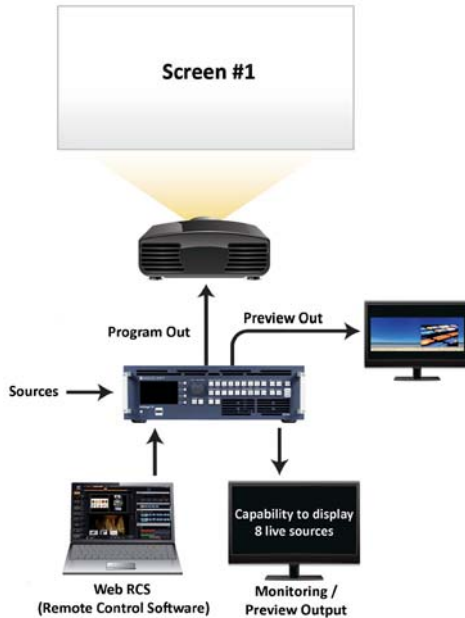 Screen #1
Program Out
Preview Out
Sources
Capability to display
8 live sources
Web RCS
(Remote Control Software)
Monitoring /
Preview Output